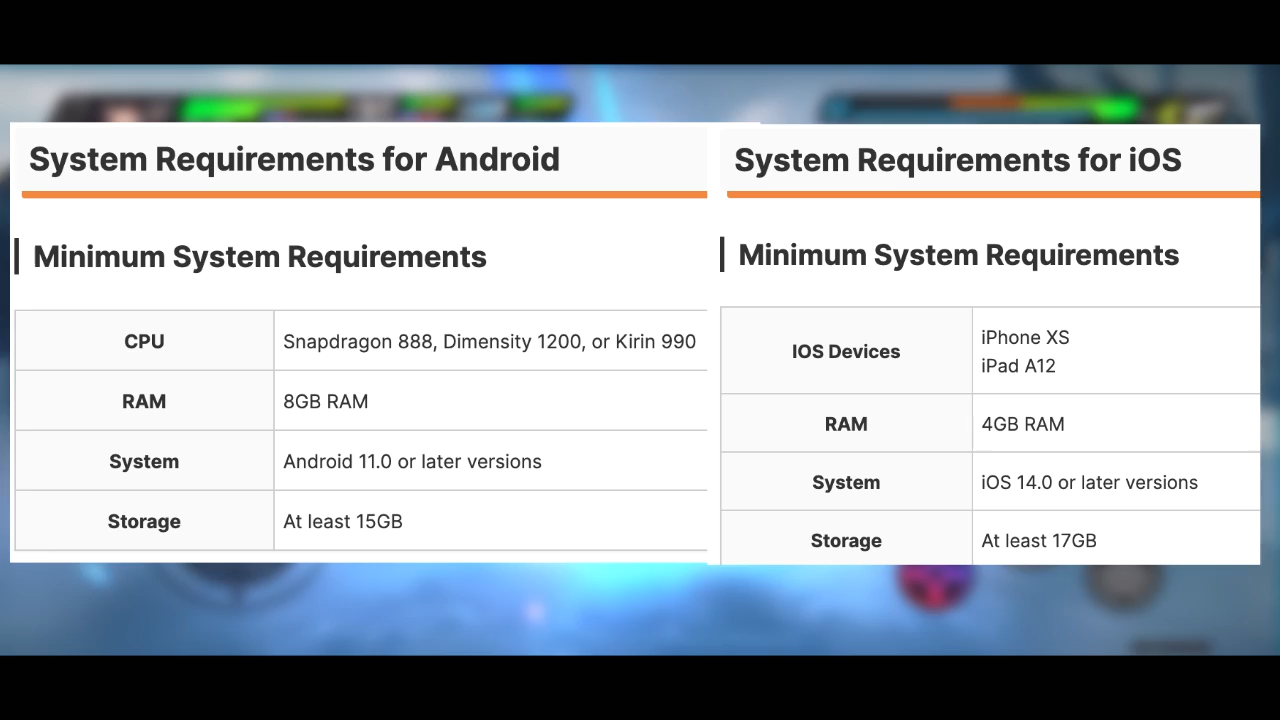 System Requirements for Android
Minimum System Requirements
CPU Snapdragon 888, Dimensity 1200, or Kirin 990
RAM 8GB RAM
System Android 11.0 or later versions
Storage At least 15GB
System Requirements for iOS
Minimum System Requirements
IOS Devices iPhone XS
iPad A12
RAM 4GB RAM
System iOS 14.0 or later versions
Storage At least 17GB